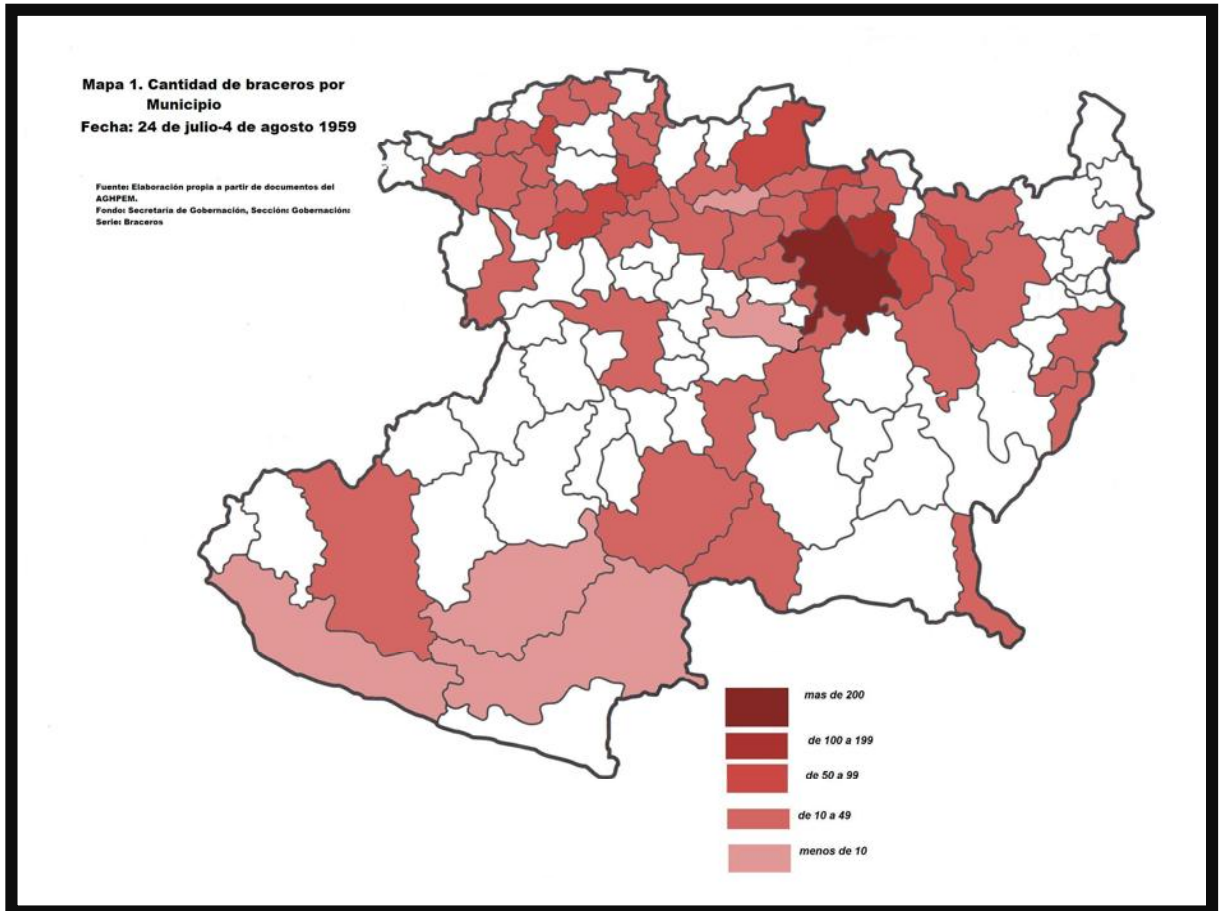 Mapa 1. Cantidad de braceros por
Municipio
Fecha: 24 de julio-4 de agosto 1959
Fuente: Elaboración propia a partir de documentos del
AGHPEM.
Fondo: Secretaría de Gobernación, Sección: Gobernación:
Serie: Braceros
mas de 200
de 100 a 199
de 50 a 99
de 10 a 49
menos de 10